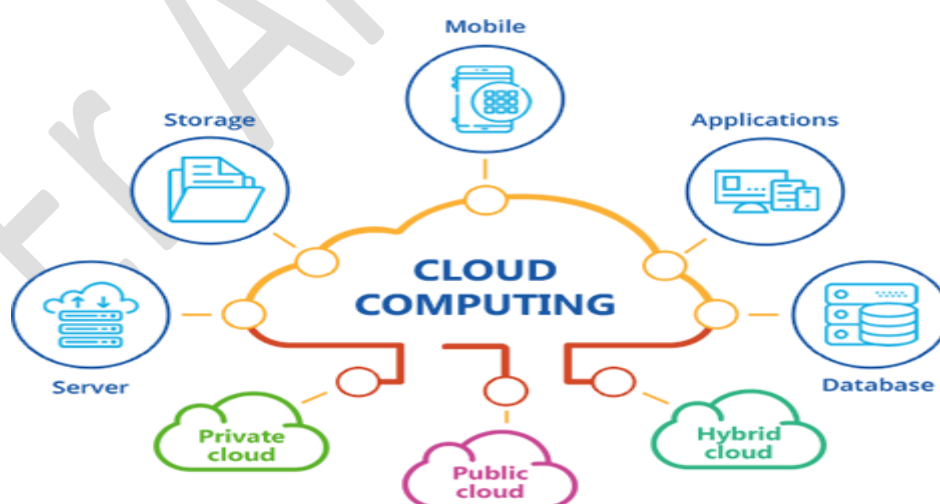 Mobile
Storage
Applications
CLOUD
COMPUTING
Server
Database
Private
cloud
Public
cloud
Hybrid
cloud